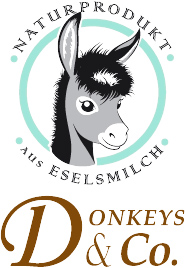 • NATURPRODUKT •
aus ESELSMILCH
DONKEYS
& Co.